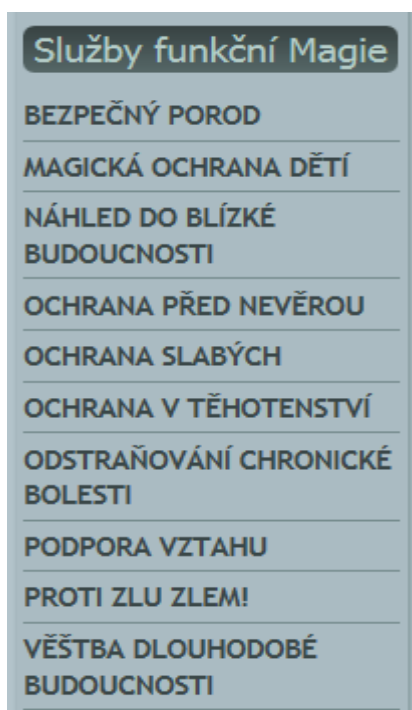 Služby funkční Magie
BEZPEČNÝ POROD
MAGICKÁ OCHRANA DĚTÍ
NÁHLED DO BLÍZKÉ
BUDOUCNOSTI
OCHRANA PŘED NEVĚROU
OCHRANA SLABÝCH
OCHRANA V TĚHOTENSTVÍ
ODSTRAŇOVÁNÍ CHRONICKÉ
BOLESTI
PODPORA VZTAHU
PROTI ZLU ZLEM!
VĚŠTBA DLOUHODOBÉ
BUDOUCNOSTI